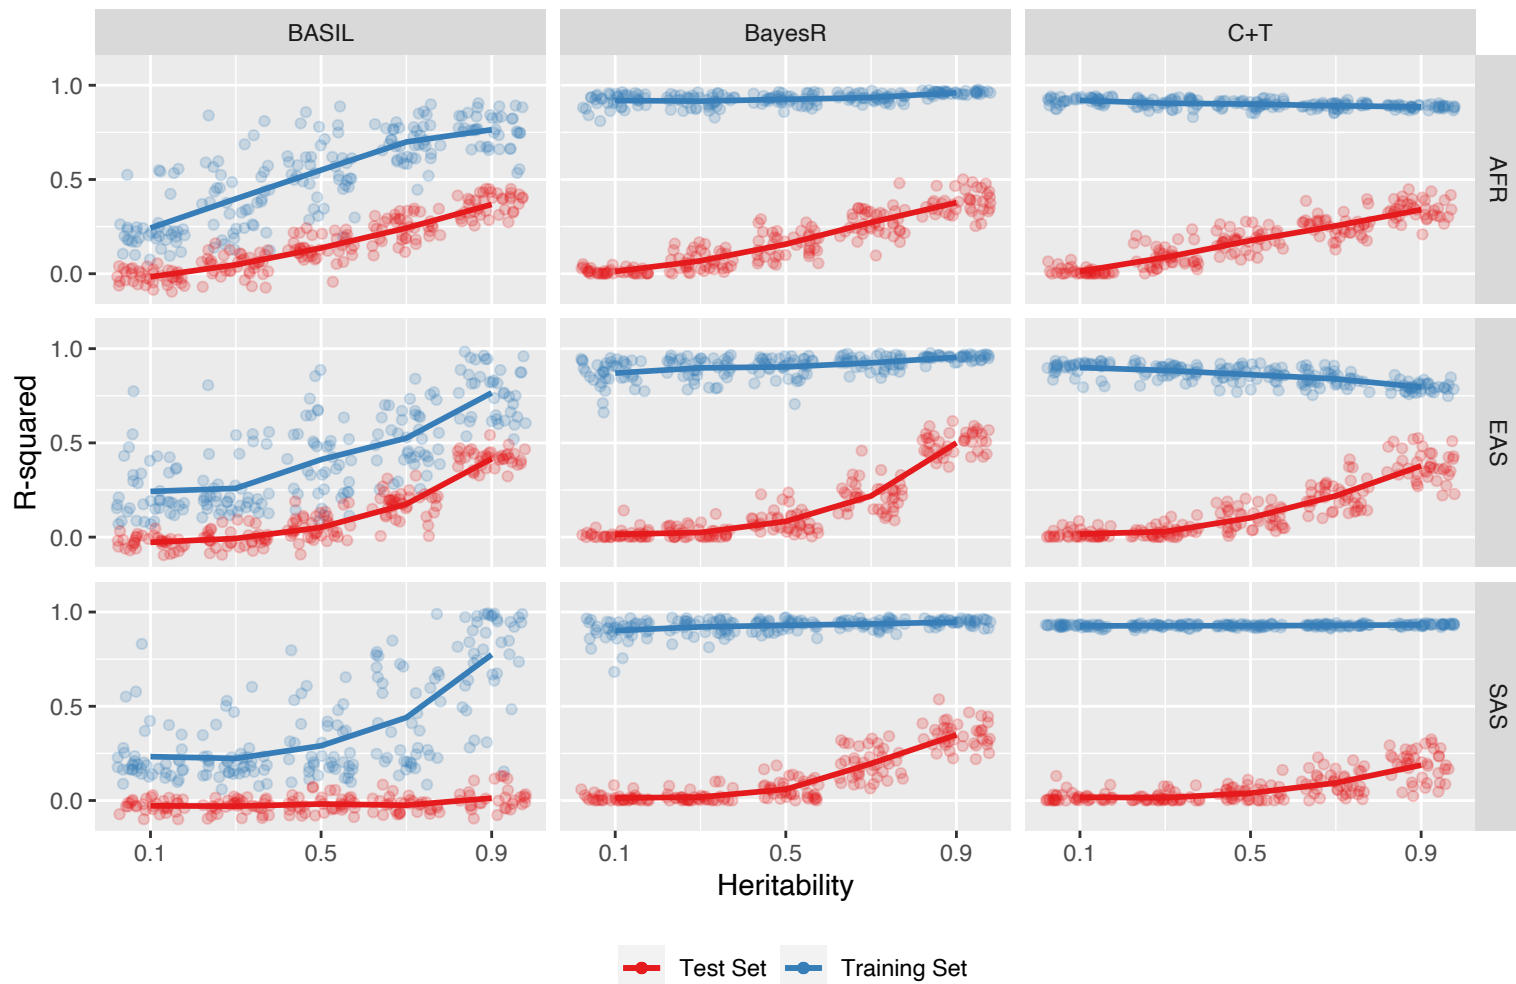 BASIL BayesR C+T
1.0
0.5
0.0
AFR
1.0
0.5
0.0
EAS
R-squared
1.0
0.5
0.0
SAS
0.1 0.5 0.9 0.1 0.5 0.9 0.1 0.5 0.9
Heritability
Test Set Training Set